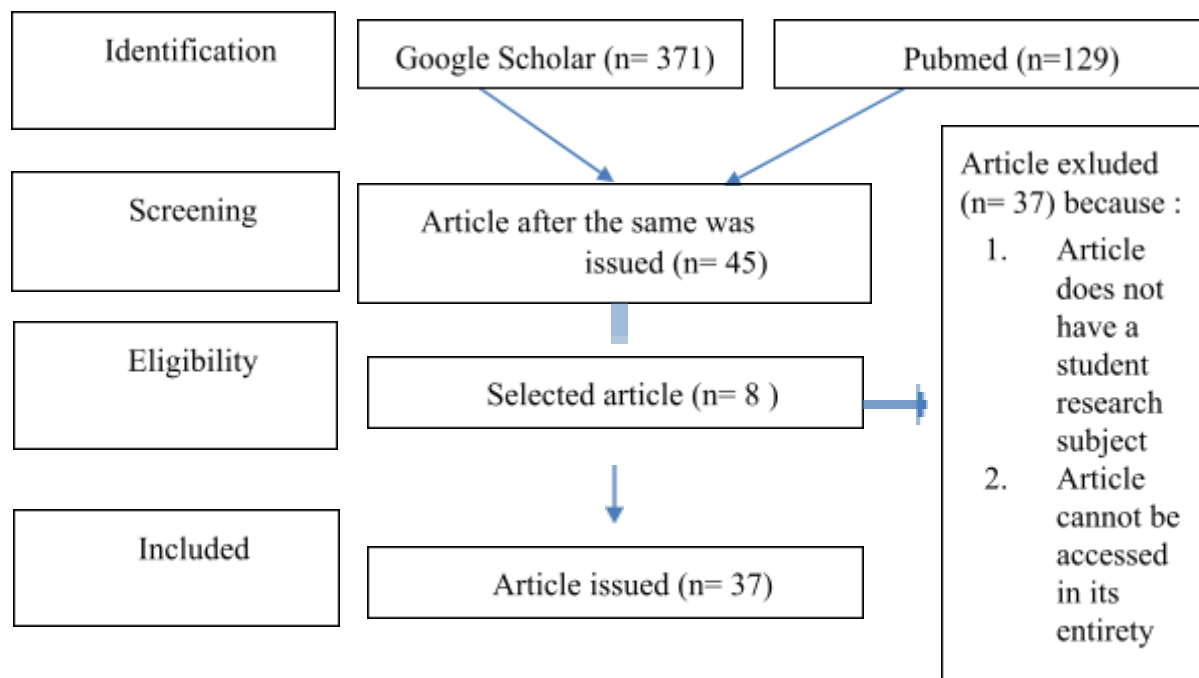 Identification
Google Scholar (n= 371)
Pubmed (n=129)
Screening
Article after the same was
issued (n= 45)
Article exluded
(n= 37) because :
1. Article
does not
have a
student
research
subject
2. Article
cannot be
accessed
in its
entirety
Eligibility
Selected article (n= 8 )
Included
Article issued (n= 37)